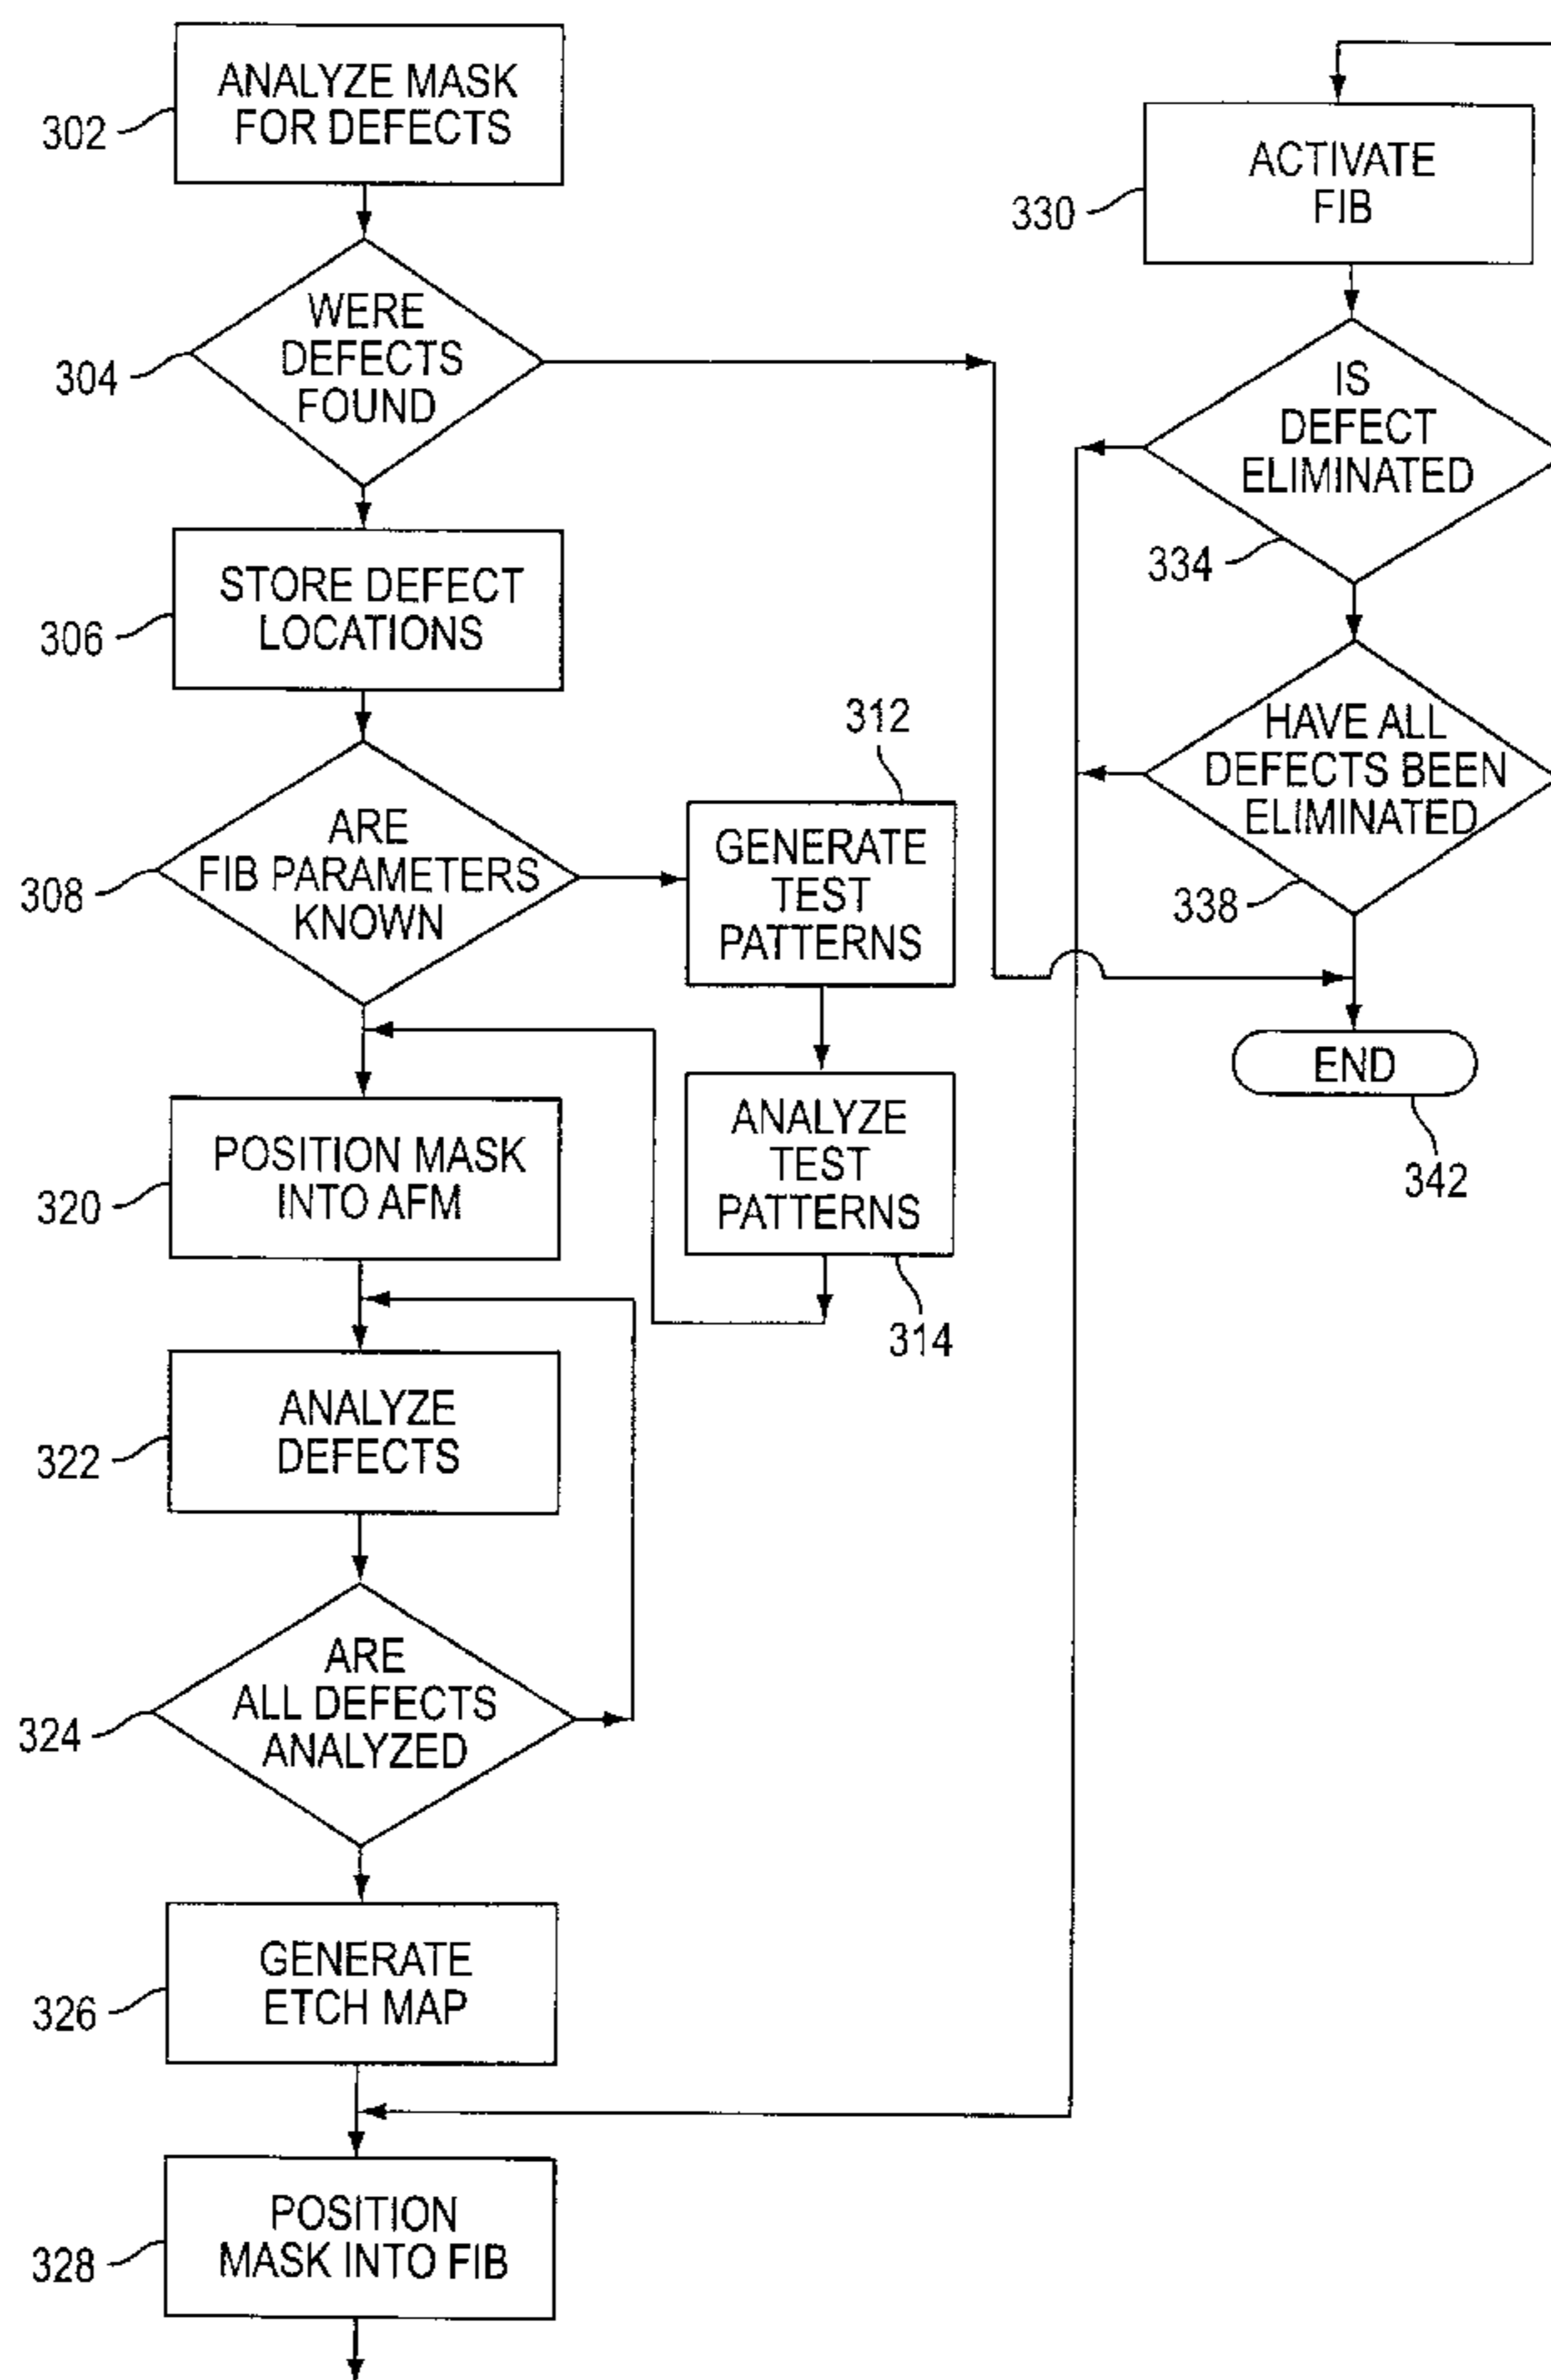 ANALYZE MASK
FOR DEFECTS
302
WERE
DEFECTS
FOUND
304
STORE DEFECT
LOCATIONS
306
ARE
FIB PARAMETERS
KNOWN
308
312
GENERATE
TEST
PATTERNS
ANALYZE
TEST
PATTERNS
314
POSITION MASK
INTO AFM
320
ANALYZE
DEFECTS
322
ARE
ALL DEFECTS
ANALYZED
324
GENERATE
ETCH MAP
326
POSITION
MASK INTO FIB
328
ACTIVATE
FIB
330
IS
DEFECT
ELIMINATED
334
HAVE ALL
DEFECTS BEEN
ELIMINATED
338
END
342